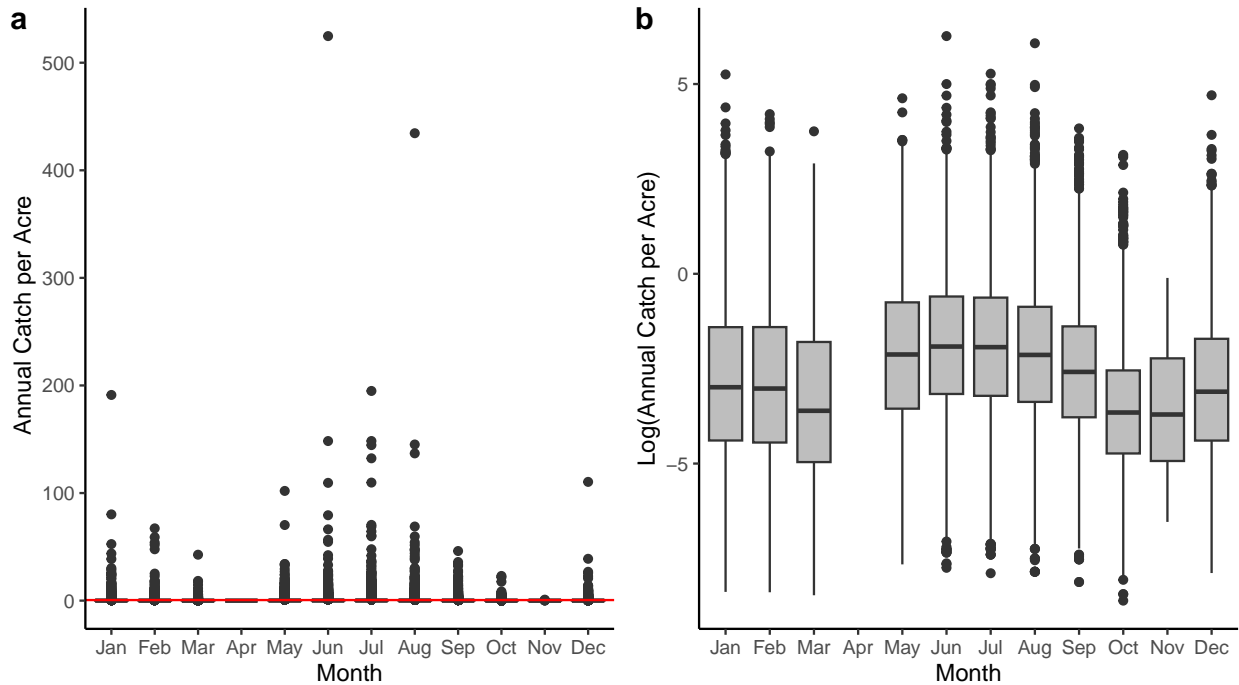 a
Annual Catch per Acre
500
400
300
200
100
0
Jan Feb Mar Apr May Jun Jul Aug Sep Oct Nov Dec
Month
b
Log(Annual Catch per Acre)
5
0
−5
Jan Feb Mar Apr May Jun Jul Aug Sep Oct Nov Dec
Month